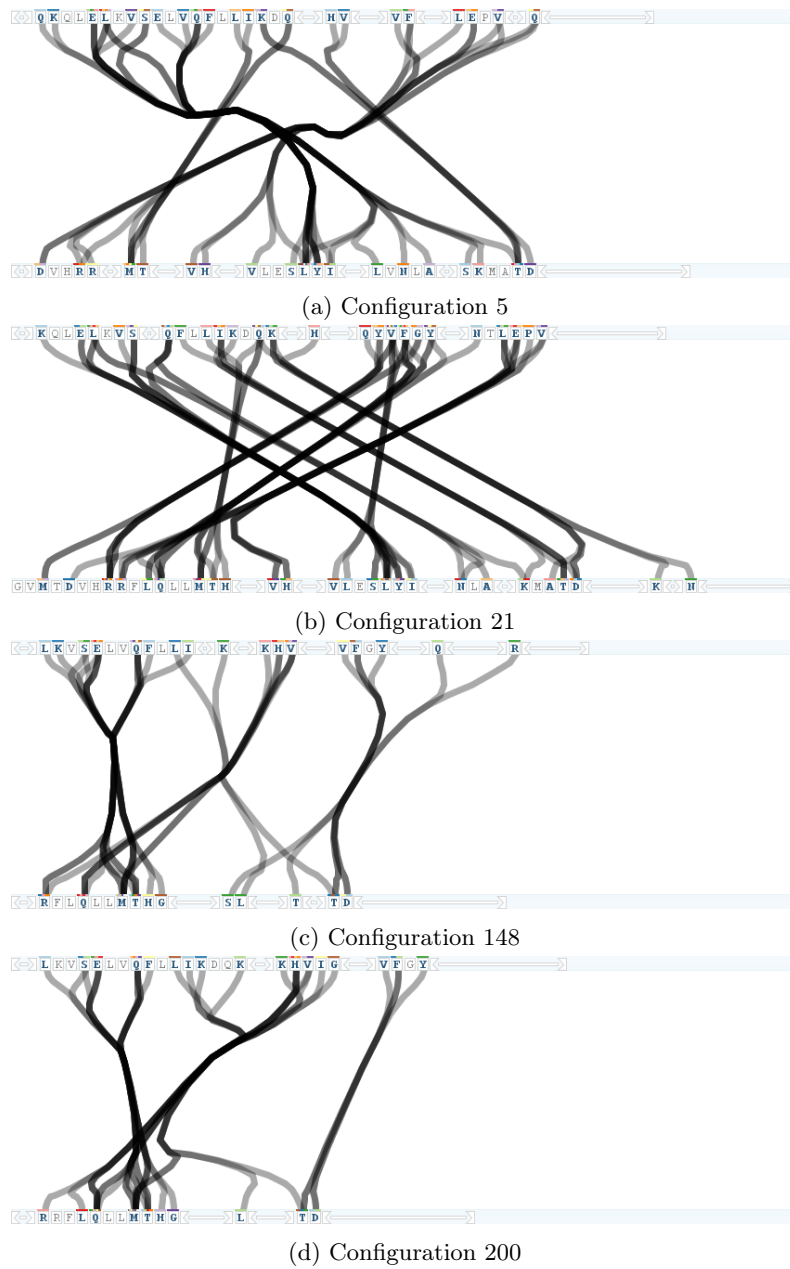 QKQLELKVSELVQFLLIKDQ HV VF LEPV Q
DVHRR MT VH VLESLYI LVNLA SKMATD
(a) Configuration 5
KQLELKVS QFLLIKDQK H QYVFGY NTLEPV
GVMTDVHRRFLQLLMTH VH VLESLYI NLA KMATD K N
(b) Configuration 21
LKVSELVQFLLI K KHV VFGY Q R
RFLQLLMTHG SL T TD
(c) Configuration 148
LKVSELVQFLLIKDQK KHVIG VFGY
RRFLQLLMTHG L TD
(d) Configuration 200